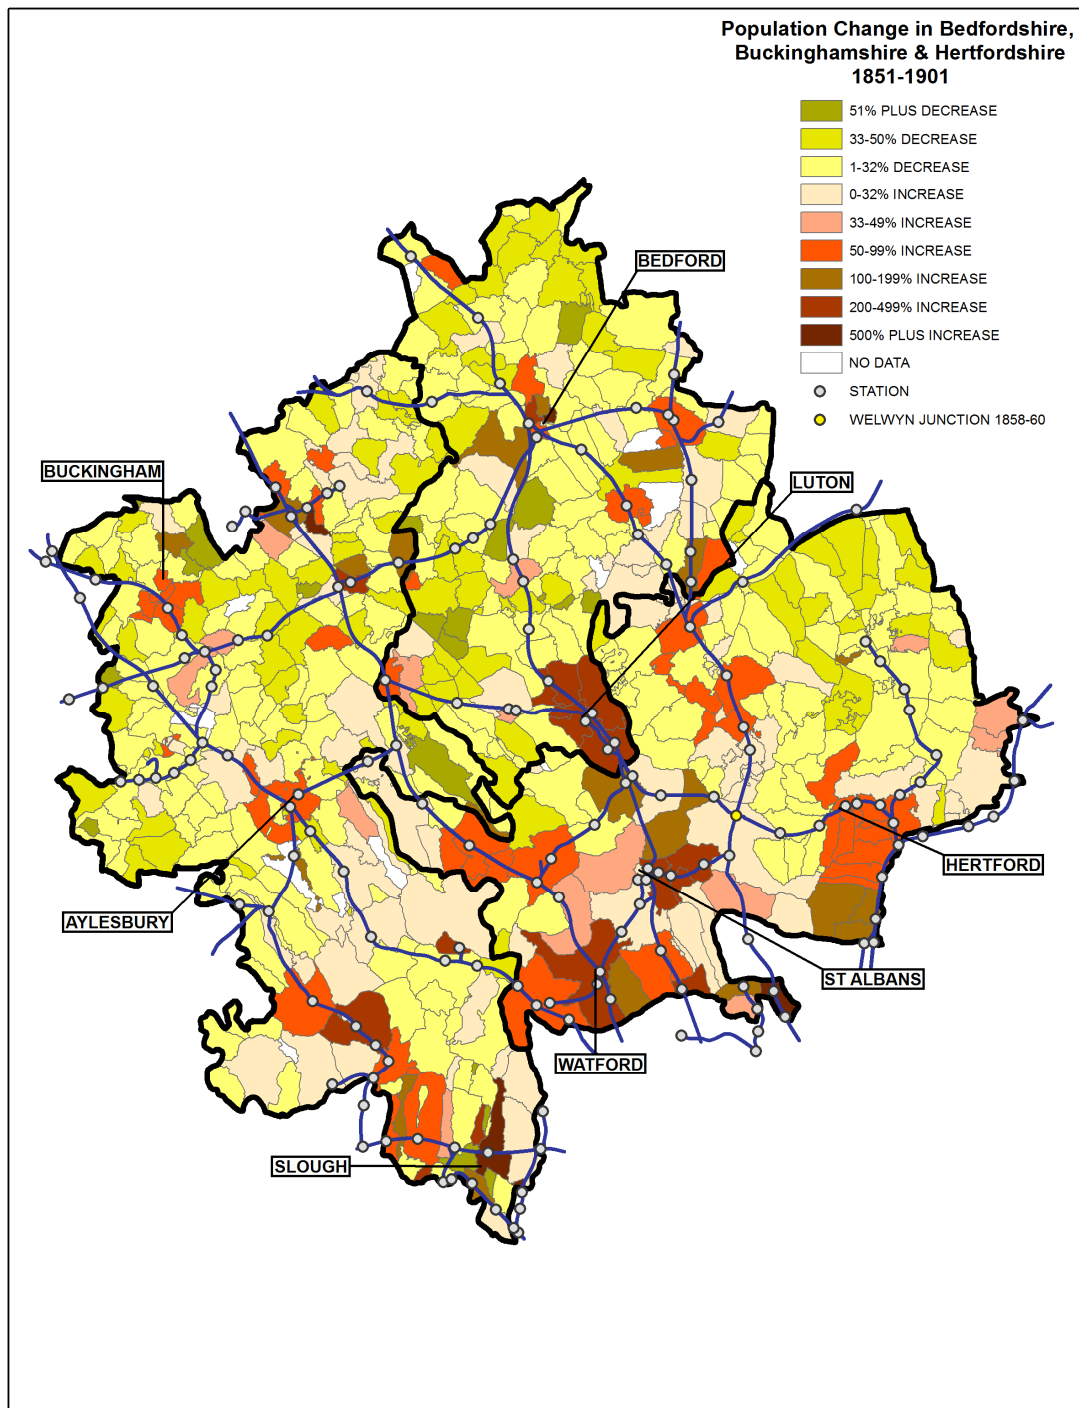 Population Change in Bedfordshire,
Buckinghamshire & Hertfordshire
1851-1901
51% PLUS DECREASE
33-50% DECREASE
1-32% DECREASE
0-32% INCREASE
33-49% INCREASE
50-99% INCREASE
100-199% INCREASE
200-499% INCREASE
500% PLUS INCREASE
NO DATA
STATION
WELWYN JUNCTION 1858-60
BEDFORD
BUCKINGHAM
LUTON
HERTFORD
AYLESBURY
ST ALBANS
WATFORD
SLOUGH